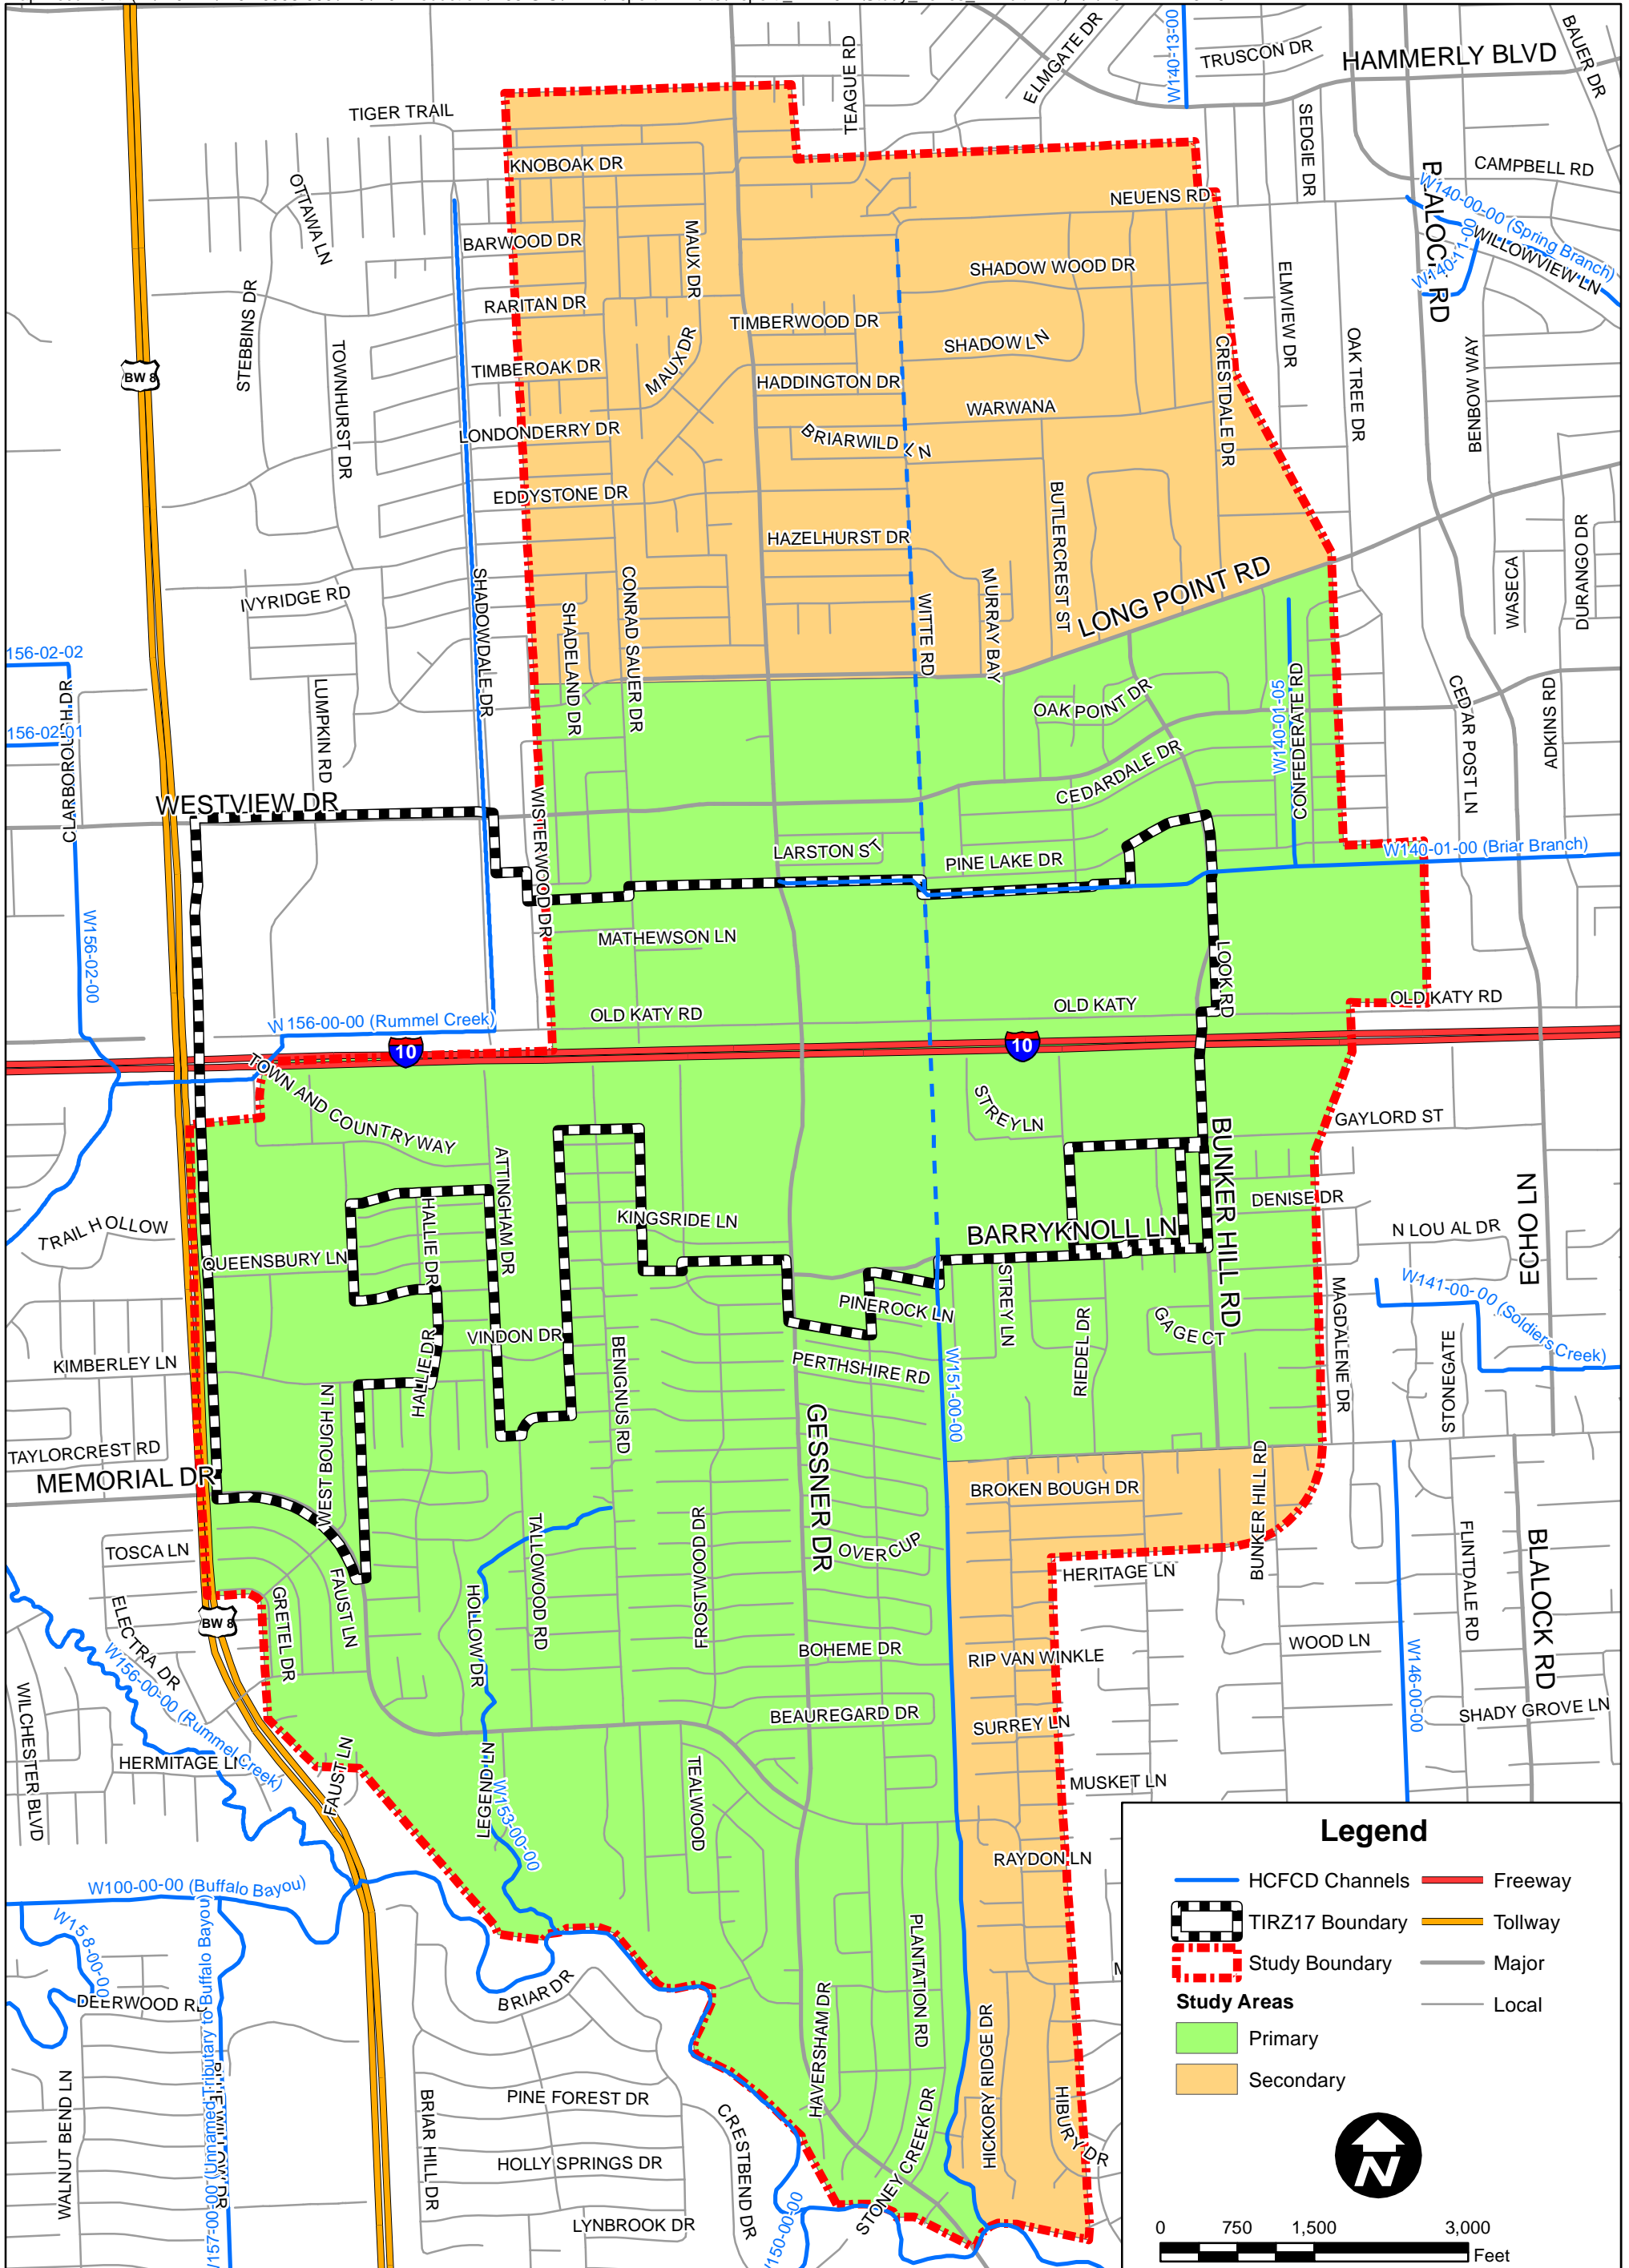 TIGER TRAIL
TEAGUE RD
ELMGATE DR
W140-13-00
TRUSCON DR
HAMMERLY BLVD
BAUER DR
KNOBOAK DR
OTTAWA LN
SEDGIE DR
CAMPBELL RD
NEUENS RD
BLALOCK RD
W140-00-00 (Spring Branch)
W140-11-00
WILLOWVIEW LN
BARWOOD DR
MAUX DR
SHADOW WOOD DR
ELMVIEW DR
STEBBINS DR
RARITAN DR
TIMBERWOOD DR
SHADOW LN
OAK TREE DR
BENBOW WAY
BW 8
TOWNHURST DR
TIMBEROAK DR
MAUX DR
HADDINGTON DR
CRESTDALE DR
WARWANA
LONDONDERRY DR
BRIARWILD LN
EDDYSTONE DR
BUTLERCREST ST
HAZELHURST DR
IVYRIDGE RD
SHADOWDALE DR
SHADELAND DR
CONRAD SAUER DR
WITTE RD
MURRAY BAY
LONG POINT RD
WASECA
DURANGO DR
156-02-02
CLARBOROUGH DR
LUMPKIN RD
156-02-01
OAK POINT DR
W140-01-05
CONFEDERATE RD
CEDAR POST LN
ADKINS RD
CEDARDALE DR
WESTVIEW DR
WISTERWOOD DR
LARSTON ST
PINE LAKE DR
W140-01-00 (Briar Branch)
W156-02-00
MATHEWSON LN
LOOK RD
OLD KATY RD
OLD KATY
OLD KATY RD
W156-00-00 (Rummel Creek)
10
10
TOWN AND COUNTRY WAY
STREY LN
GAYLORD ST
ATTINGHAM DR
BUNKER HILL RD
ECHO LN
TRAIL HOLLOW
HALLIE DR
KINGSRIDE LN
BARRYKNOLL LN
DENISE DR
N LOU AL DR
QUEENSBURY LN
W141-00-00 (Soldiers Creek)
PINEROCK LN
STREY LN
MAGDALENE DR
VINDON DR
HALLIE DR
BENIGNUS RD
RIEDEL DR
GAGE CT
KIMBERLEY LN
PERTHSHIRE RD
W151-00-00
STONEGATE
WEST BOUGH LN
GESSNER DR
TAYLORCREST RD
MEMORIAL DR
BROKEN BOUGH DR
BUNKER HILL RD
TOSCA LN
FAUST LN
TALLOWOOD RD
FROSTWOOD DR
OVERCUP
HERITAGE LN
FLINTDALE RD
BLALOCK RD
BW 8
GRETEL DR
HOLLOW DR
ELECTRA DR
BOHEME DR
RIP VAN WINKLE
WOOD LN
W146-00-00
W156-00-00 (Rummel Creek)
WILCHESTER BLVD
BEAUREGARD DR
SURREY LN
SHADY GROVE LN
HERMITAGE LN
FAUST LN
LEGEND LN
W153-00-00
TEALWOOD
MUSKET LN
RAYDON LN
W100-00-00 (Buffalo Bayou)
W158-00-00
DEERWOOD RD
BRIAR DR
HAVERSHAM DR
PLANTATION RD
HICKORY RIDGE DR
HIBURY DR
WALNUT BEND LN
W157-00-00 (Unnamed Tributary to Buffalo Bayou)
BRIAR HILL DR
PINE FOREST DR
HOLLY SPRINGS DR
CRESTBEND DR
STONEY CREEK DR
LYNBROOK DR
Legend
HCFCD Channels
Freeway
TIRZ17 Boundary
Tollway
Study Boundary
Major
Study Areas
Local
Primary
Secondary
N
0 750 1,500 3,000
Feet